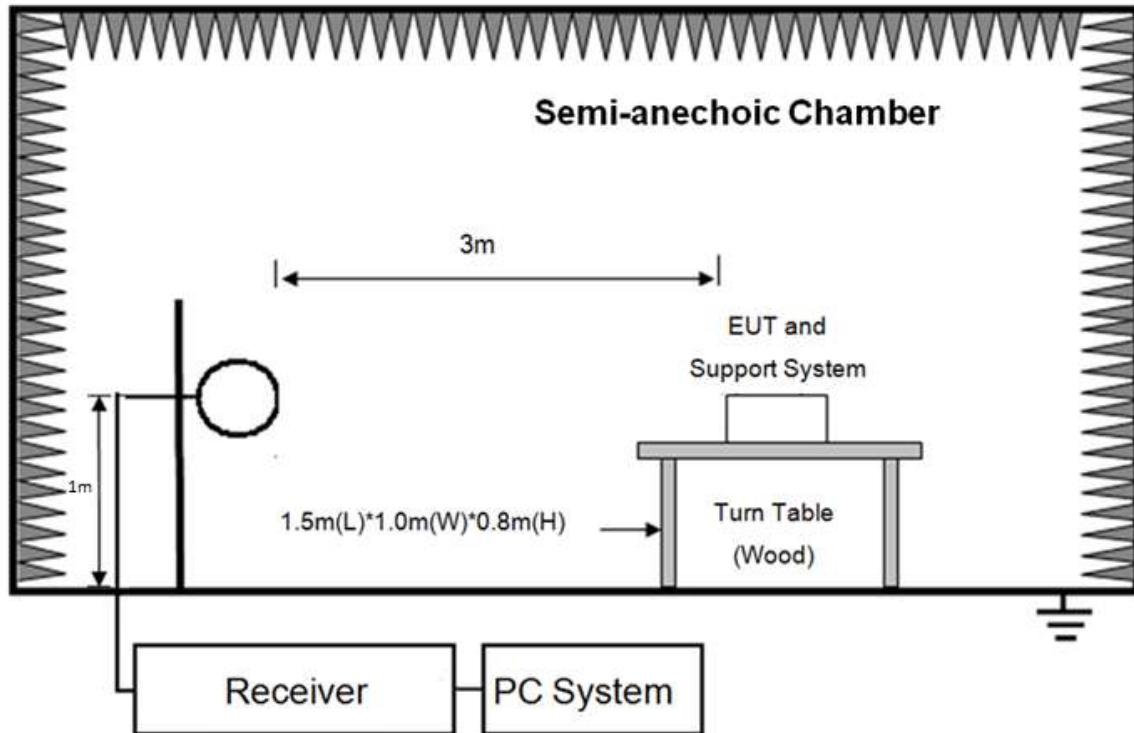 Semi-anechoic Chamber
3m
EUT and
Support System
1m
1.5m(L)*1.0m(W)*0.8m(H)
Turn Table
(Wood)
Receiver
PC System